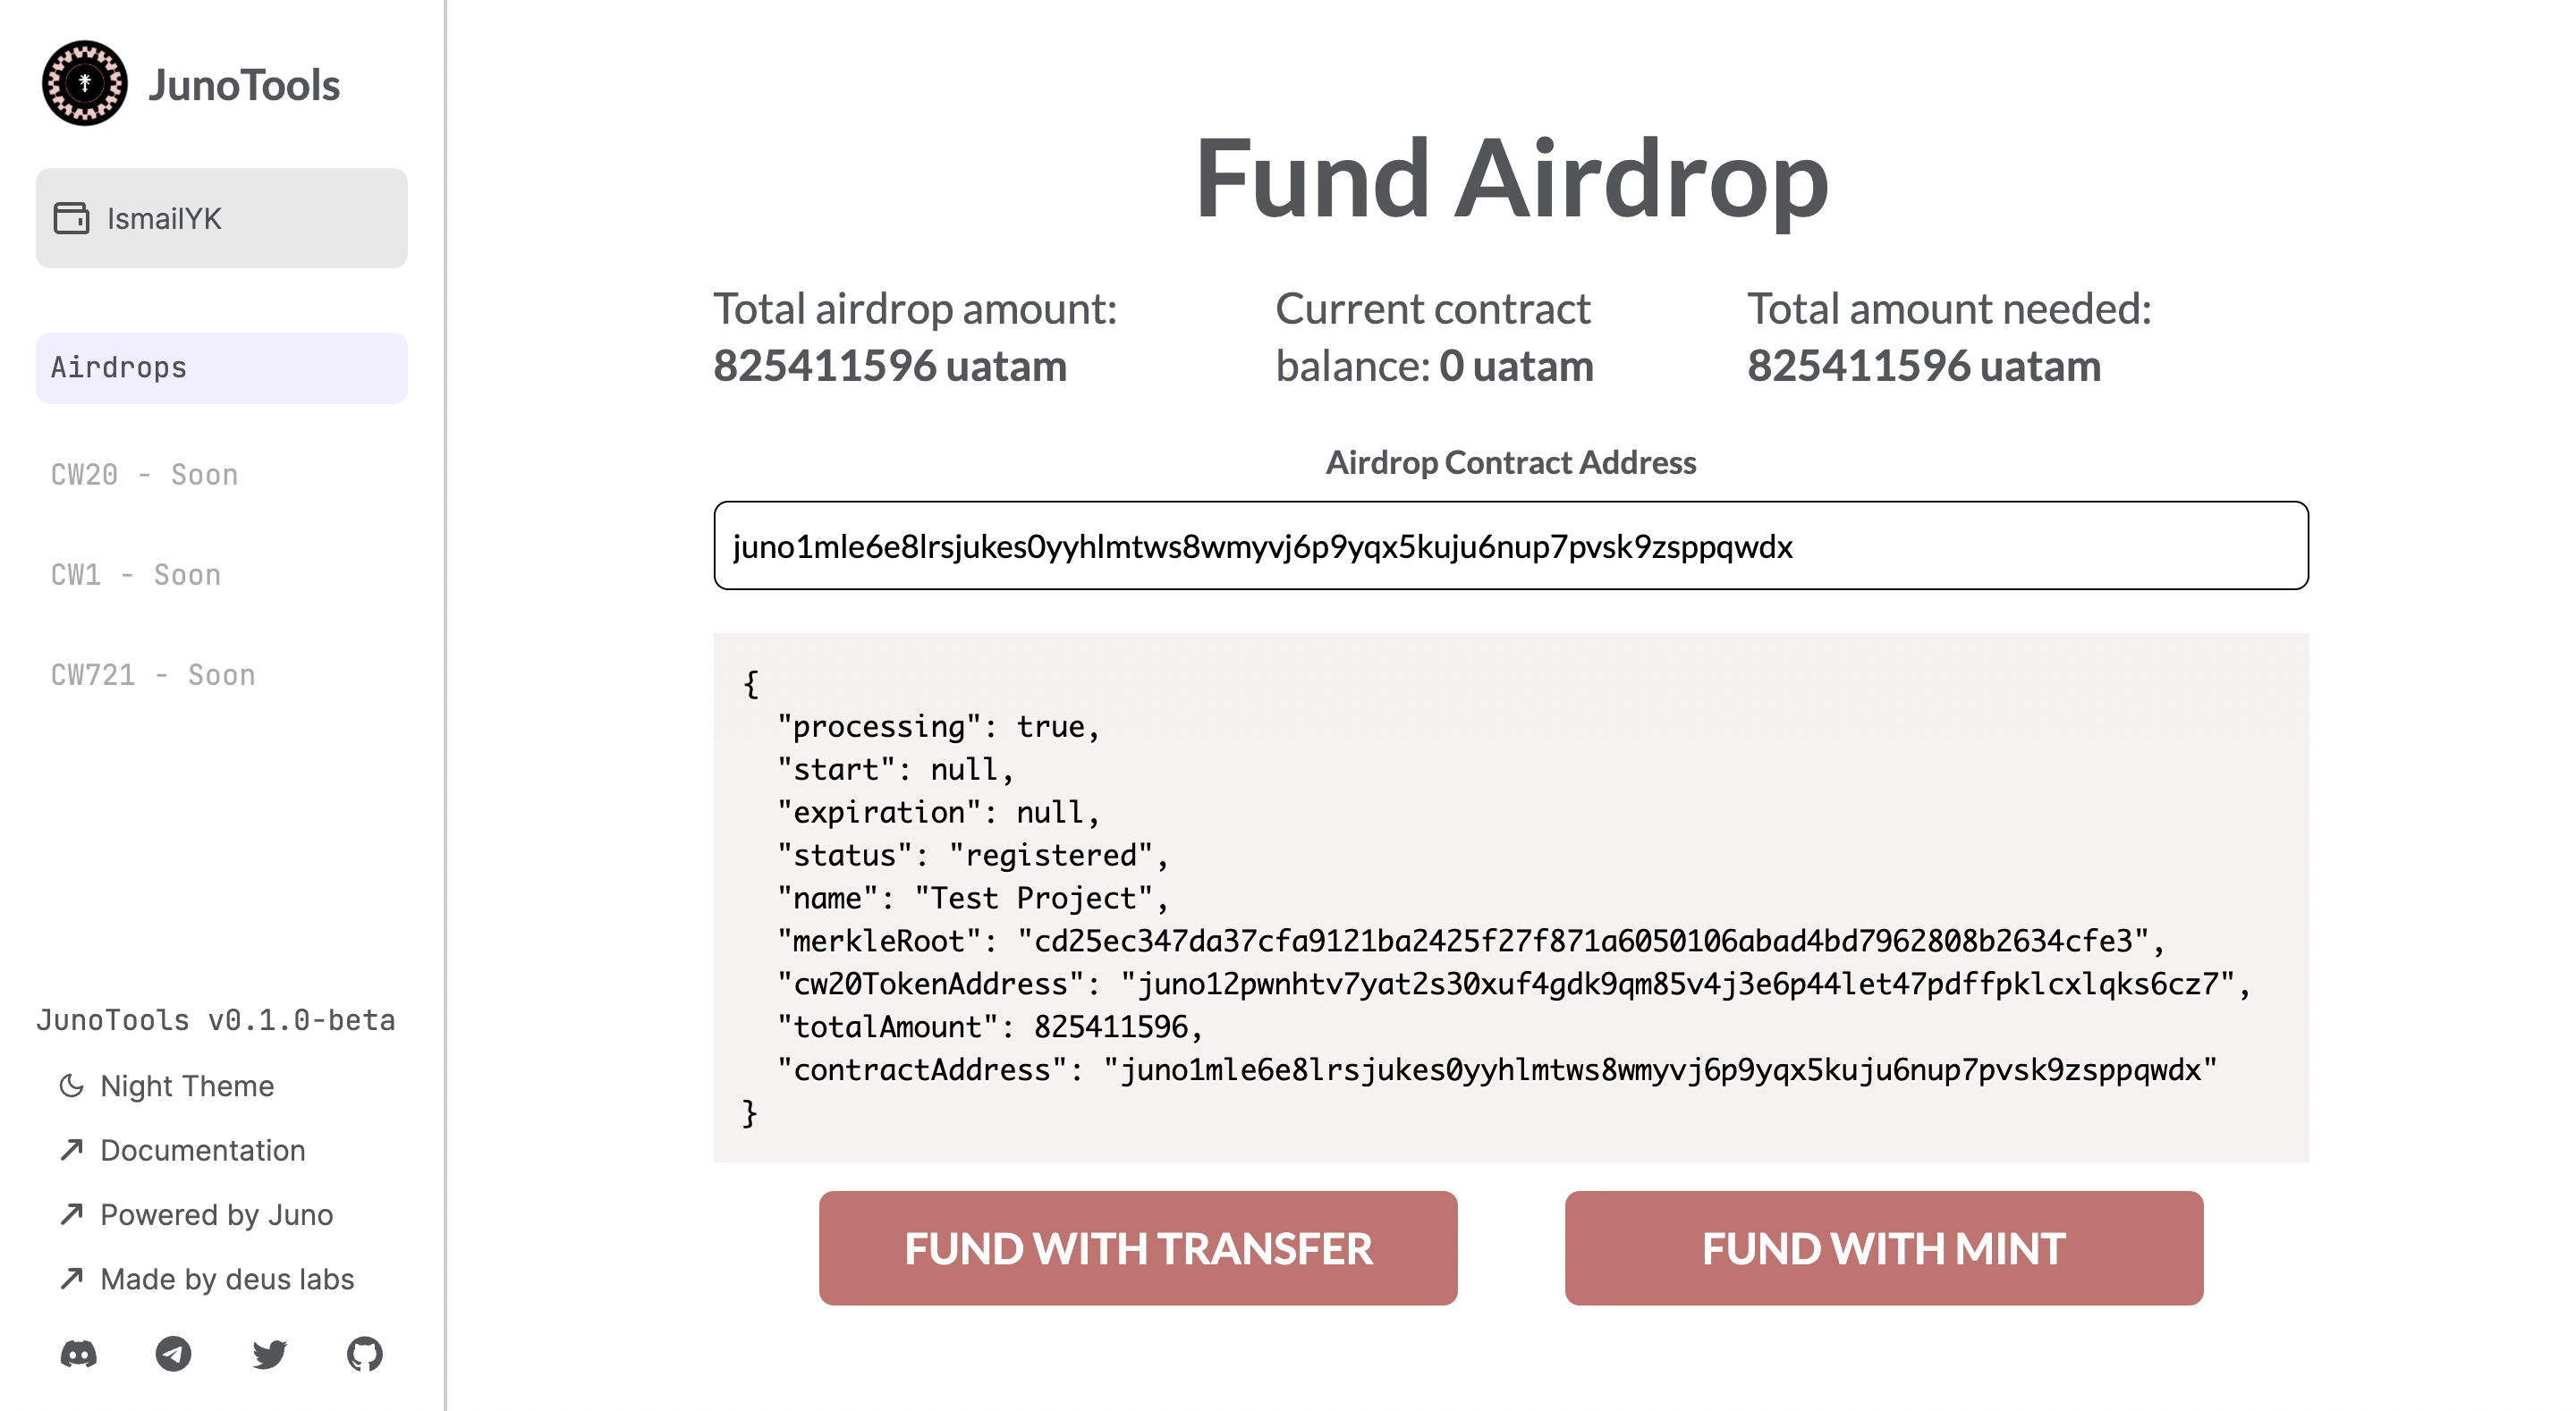 JunoTools
IsmailYK
Airdrops
CW20 - Soon
CW1 - Soon
CW721 - Soon
JunoTools v0.1.0-beta
Night Theme
Documentation
Powered by Juno
Made by deus labs
Fund Airdrop
Total airdrop amount:
825411596 uatam
Current contract
balance: 0 uatam
Total amount needed:
825411596 uatam
Airdrop Contract Address
juno1mle6e8lrsjukes0yyhlmtws8wmyvj6p9yqx5kuju6nup7pvsk9zsppqwdx
{
"processing": true,
"start": null,
"expiration": null,
"status": "registered",
"name": "Test Project",
"merkleRoot": "cd25ec347da37cfa9121ba2425f27f871a6050106abad4bd7962808b2634cfe3",
"cw20TokenAddress": "juno12pwnhtv7yat2s30xuf4gdk9qm85v4j3e6p44let47pdffpklcxlqks6cz7",
"totalAmount": 825411596,
"contractAddress": "juno1mle6e8lrsjukes0yyhlmtws8wmyvj6p9yqx5kuju6nup7pvsk9zsppqwdx"
}
FUND WITH TRANSFER
FUND WITH MINT